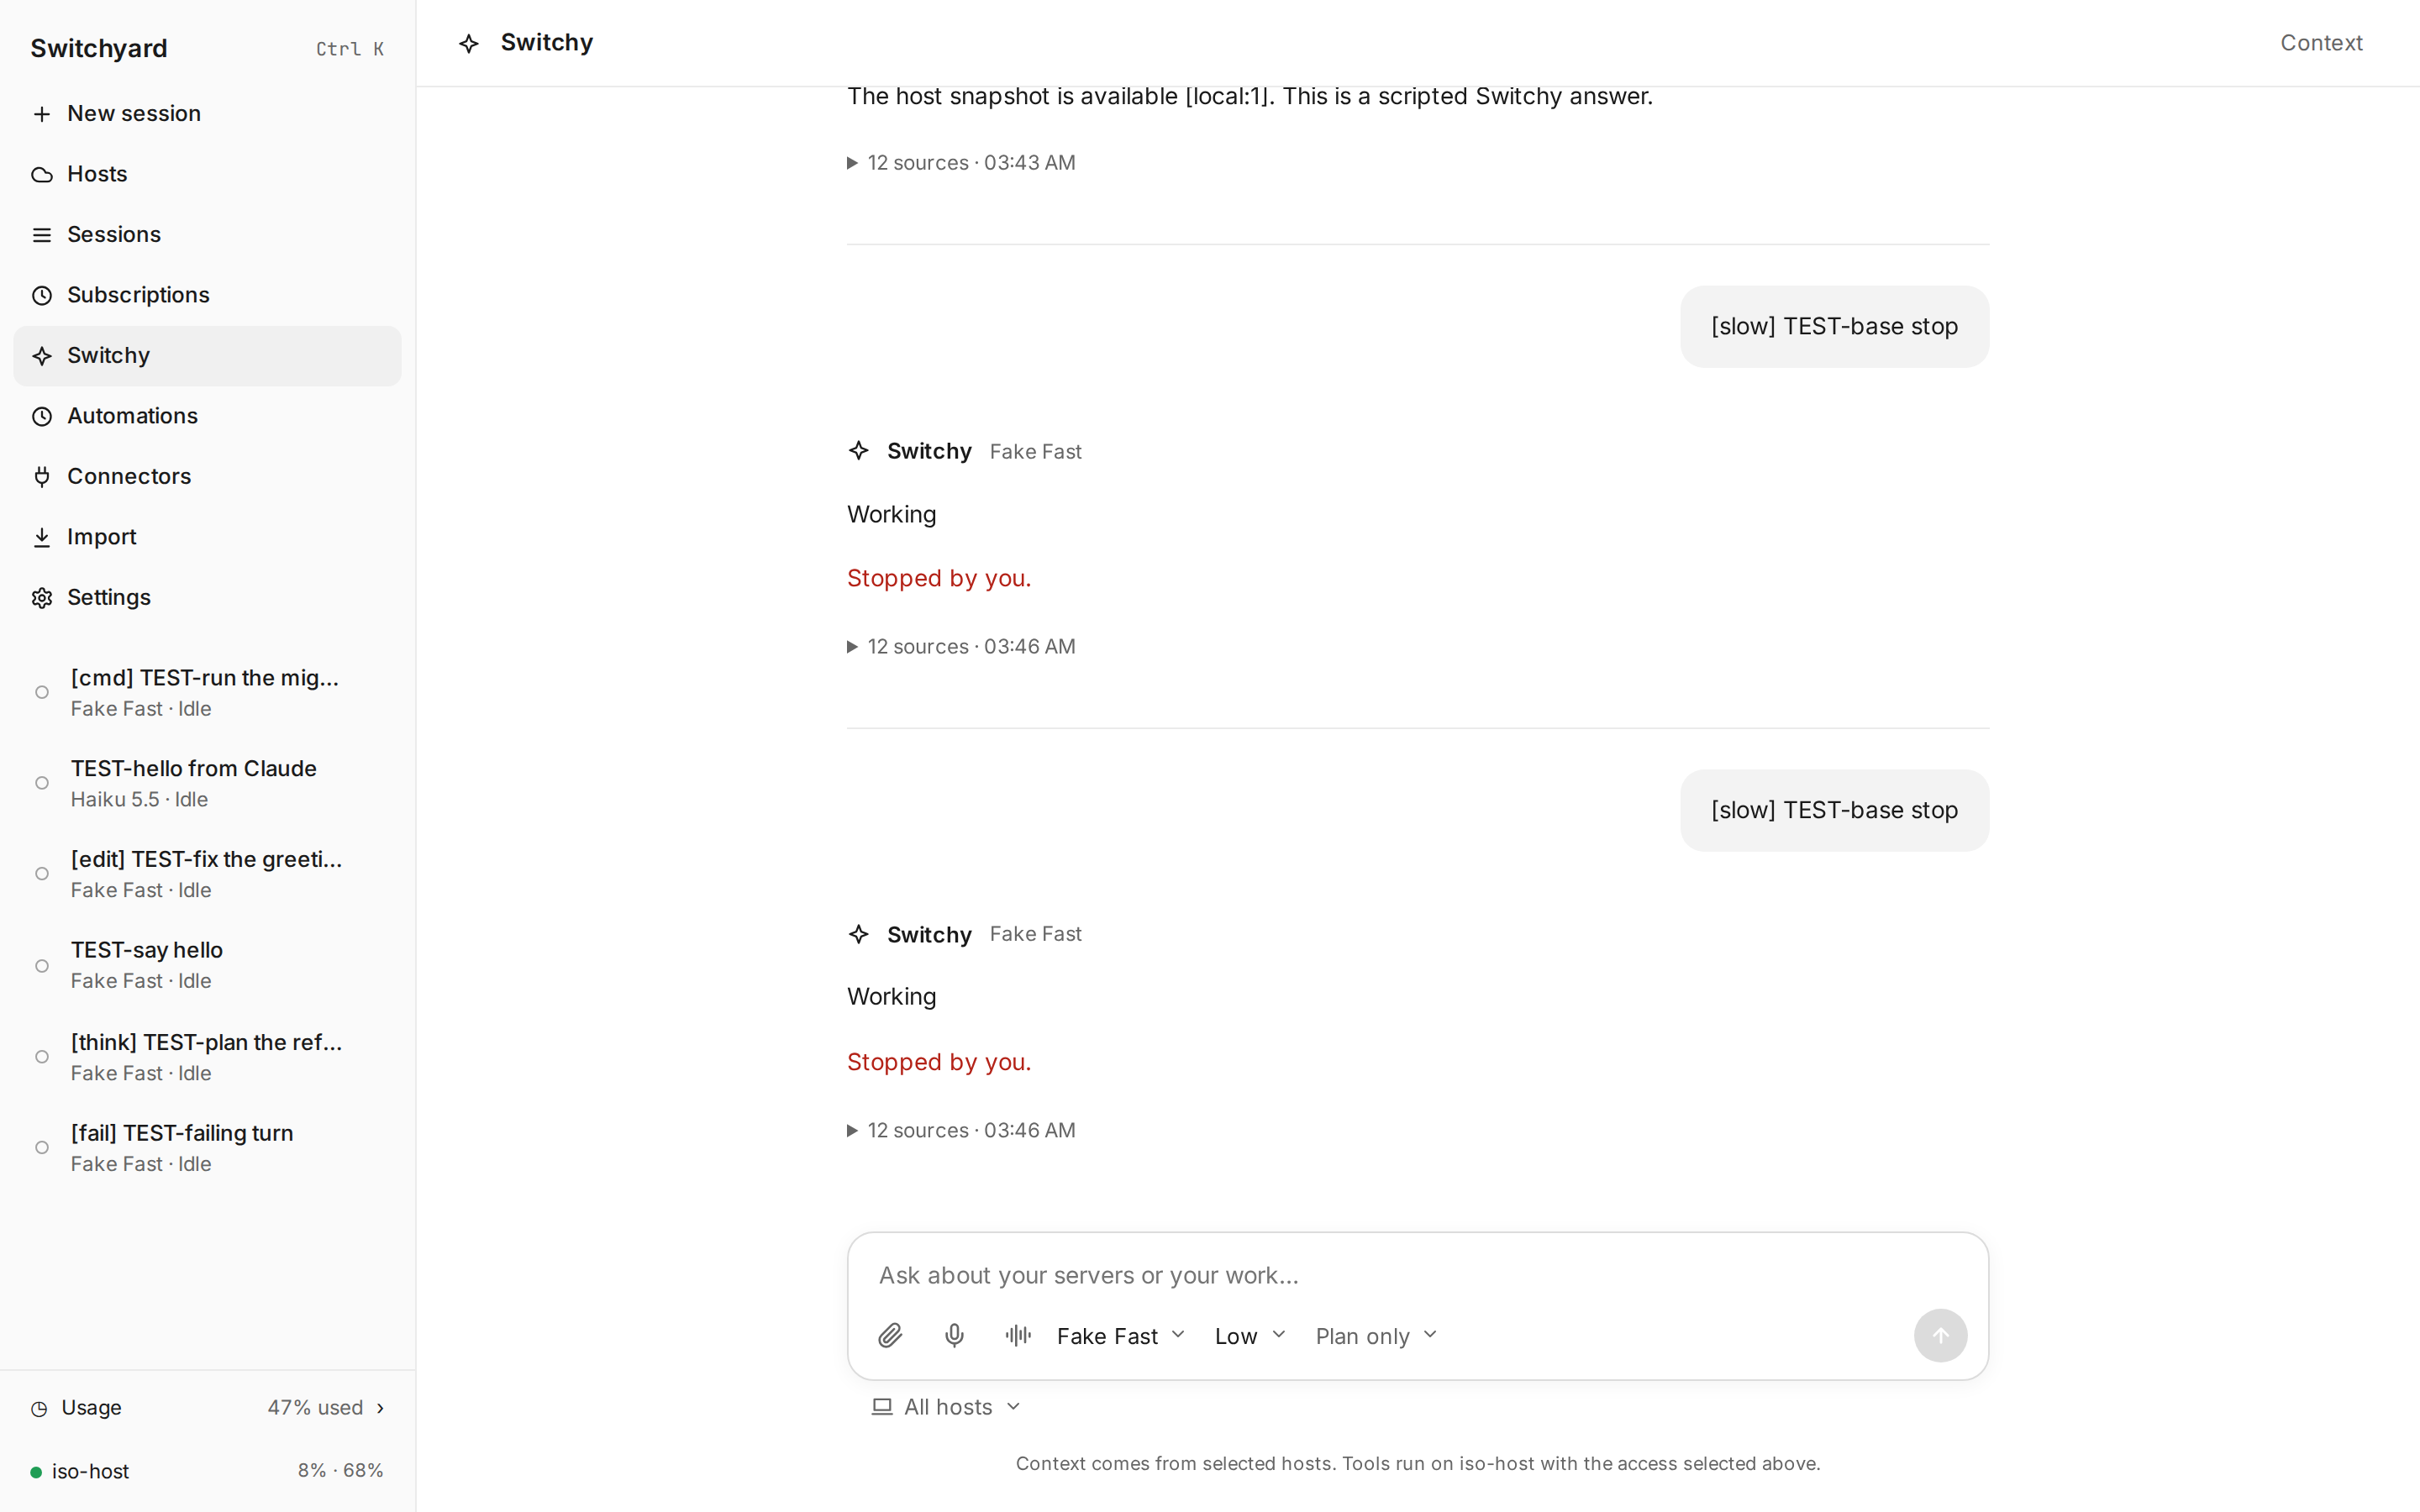 Switchyard
Ctrl K
New session
Hosts
Sessions
Subscriptions
Switchy
Automations
Connectors
Import
Settings
[cmd] TEST-run the mig...
Fake Fast · Idle
TEST-hello from Claude
Haiku 5.5 · Idle
[edit] TEST-fix the greeti...
Fake Fast · Idle
TEST-say hello
Fake Fast · Idle
[think] TEST-plan the ref...
Fake Fast · Idle
[fail] TEST-failing turn
Fake Fast · Idle
Usage
47% used
iso-host
8% · 68%
Switchy
Context
The host snapshot is available [local:1]. This is a scripted Switchy answer.
12 sources · 03:43 AM
[slow] TEST-base stop
Switchy Fake Fast
Working
Stopped by you.
12 sources · 03:46 AM
[slow] TEST-base stop
Switchy Fake Fast
Working
Stopped by you.
12 sources · 03:46 AM
Ask about your servers or your work...
Fake Fast Low Plan only
All hosts
Context comes from selected hosts. Tools run on iso-host with the access selected above.